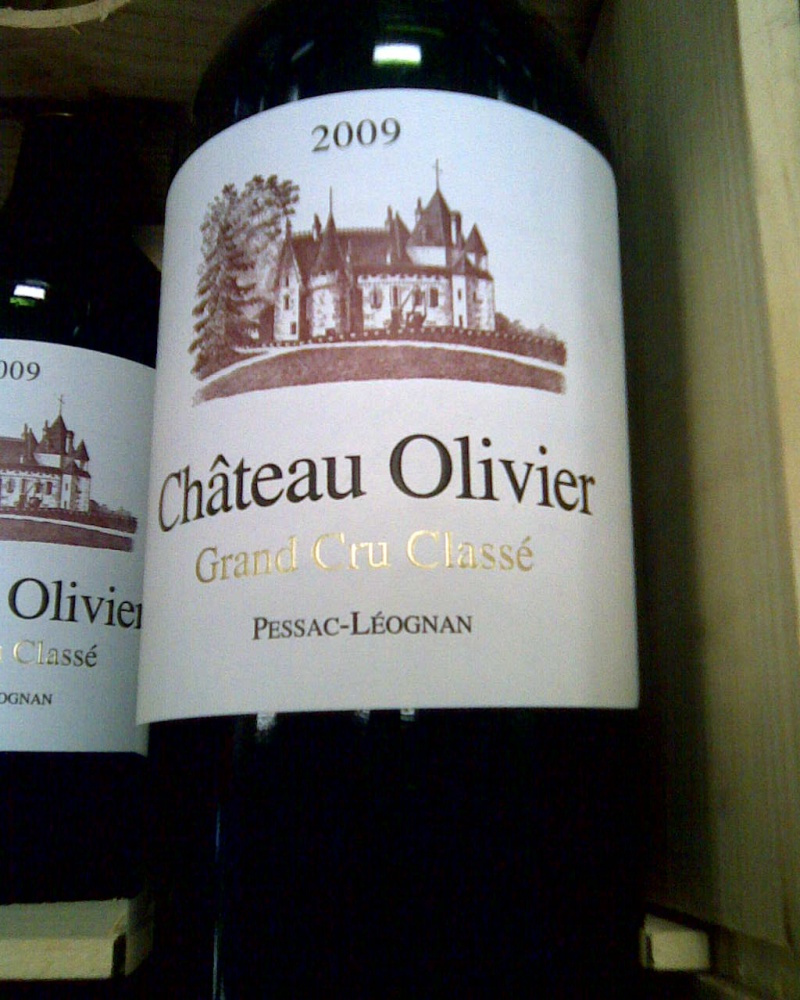 2009
Château Olivier
Grand Cru Classé
PESSAC-LÉOGNAN
009
Olivier
Classé
OGNAN